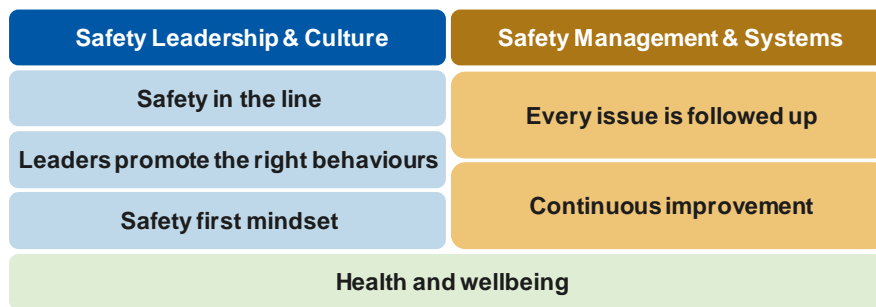 Safety Leadership & Culture
Safety Management & Systems
Safety in the line
Leaders promote the right behaviours
Safety first mindset
Every issue is followed up
Continuous improvement
Health and wellbeing